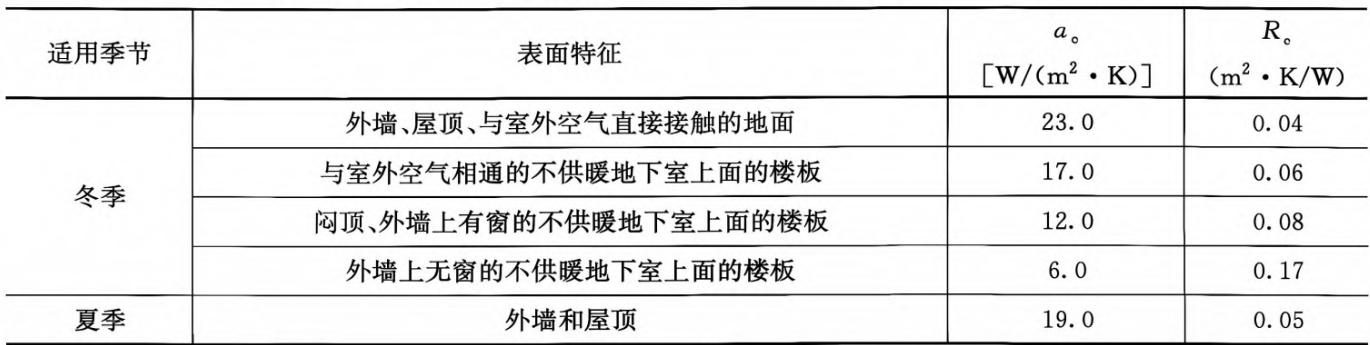 适用季节 表面特征 a。 [W/(m²·K)] R。 (m²·K/W)
冬季
外墙、屋顶、与室外空气直接接触的地面 23.0 0.04
与室外空气相通的不供暖地下室上面的楼板 17.0 0.06
闷顶、外墙上有窗的不供暖地下室上面的楼板 12.0 0.08
外墙上无窗的不供暖地下室上面的楼板 6.0 0.17
夏季 外墙和屋顶 19.0 0.05